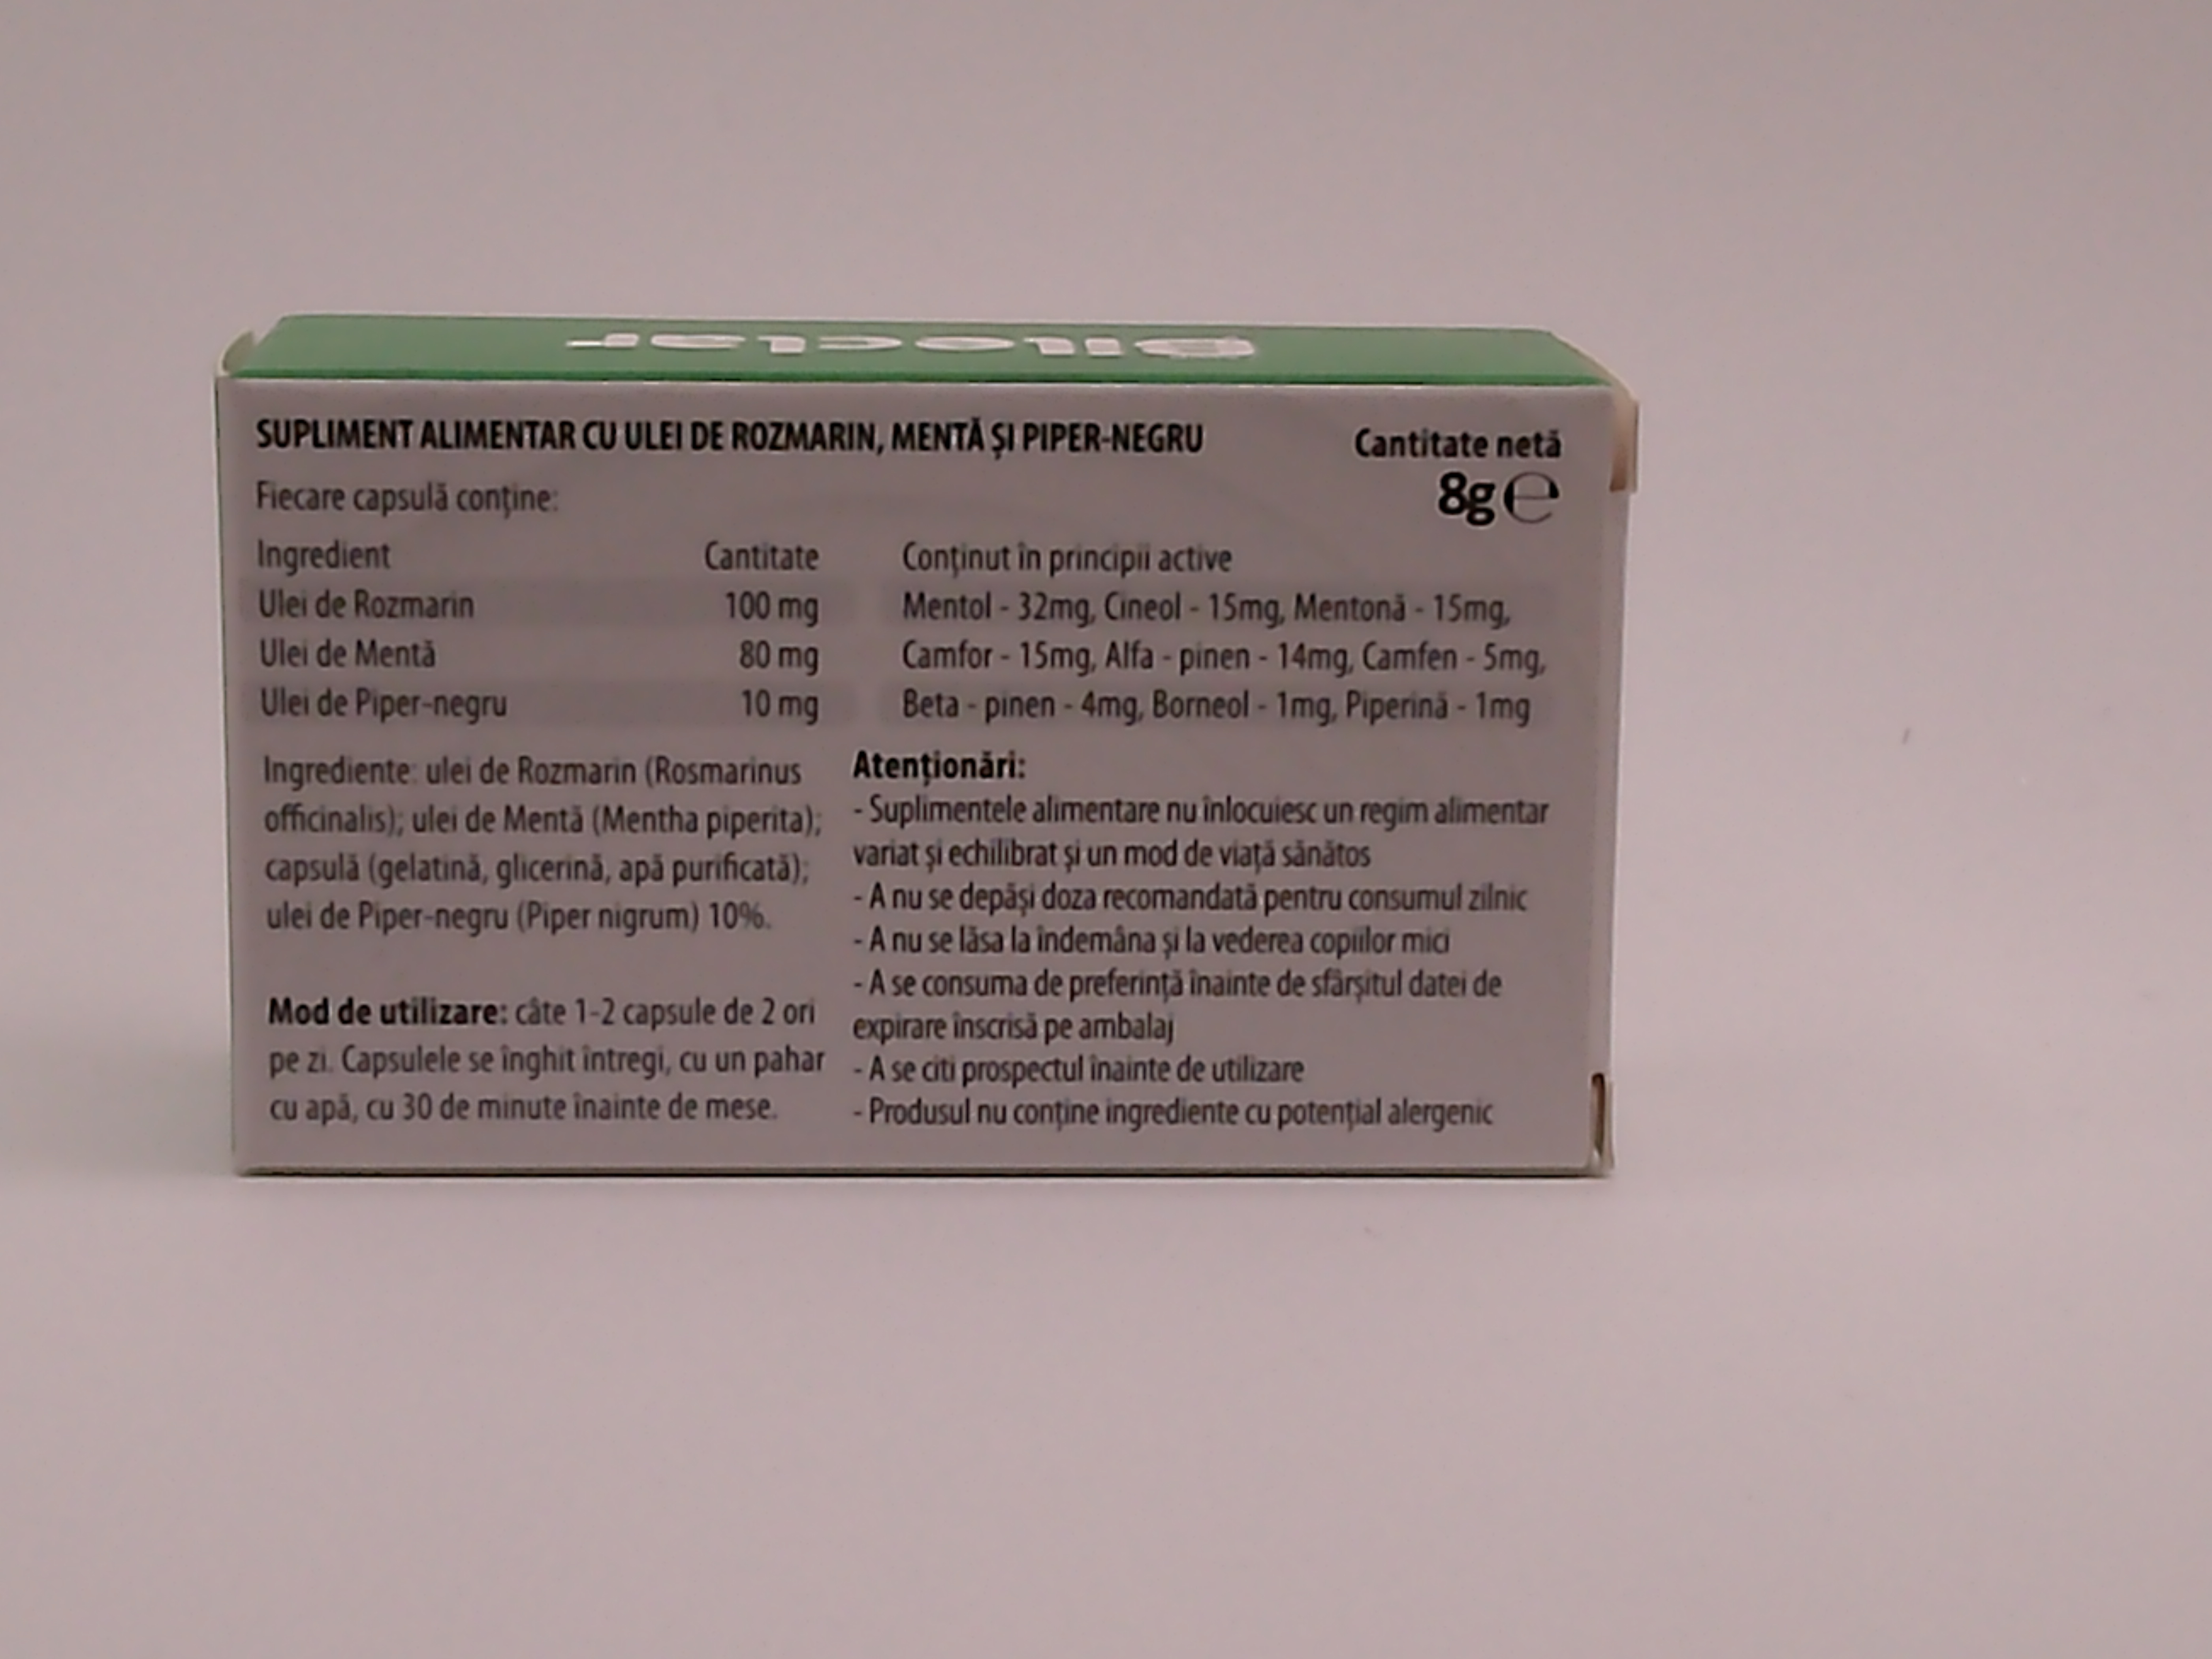 Biloclar
SUPLIMENT ALIMENTAR CU ULEI DE ROZMARIN, MENTĂ ȘI PIPER-NEGRU
Cantitate netă
8g ℮
Fiecare capsulă conține:
Ingredient Cantitate Conținut în principii active
Ulei de Rozmarin 100 mg Mentol - 32mg, Cineol - 15mg, Mentonă - 15mg,
Ulei de Mentă 80 mg Camfor - 15mg, Alfa - pinen - 14mg, Camfen - 5mg,
Ulei de Piper-negru 10 mg Beta - pinen - 4mg, Borneol - 1mg, Piperină - 1mg
Ingrediente: ulei de Rozmarin (Rosmarinus
officinalis); ulei de Mentă (Mentha piperita);
capsulă (gelatină, glicerină, apă purificată);
ulei de Piper-negru (Piper nigrum) 10%.
Mod de utilizare: câte 1-2 capsule de 2 ori
pe zi. Capsulele se înghit întregi, cu un pahar
cu apă, cu 30 de minute înainte de mese.
Atenționări:
- Suplimentele alimentare nu înlocuiesc un regim alimentar
variat și echilibrat și un mod de viață sănătos
- A nu se depăși doza recomandată pentru consumul zilnic
- A nu se lăsa la îndemâna și la vederea copiilor mici
- A se consuma de preferință înainte de sfârșitul datei de
expirare înscrisă pe ambalaj
- A se citi prospectul înainte de utilizare
- Produsul nu conține ingrediente cu potențial alergenic